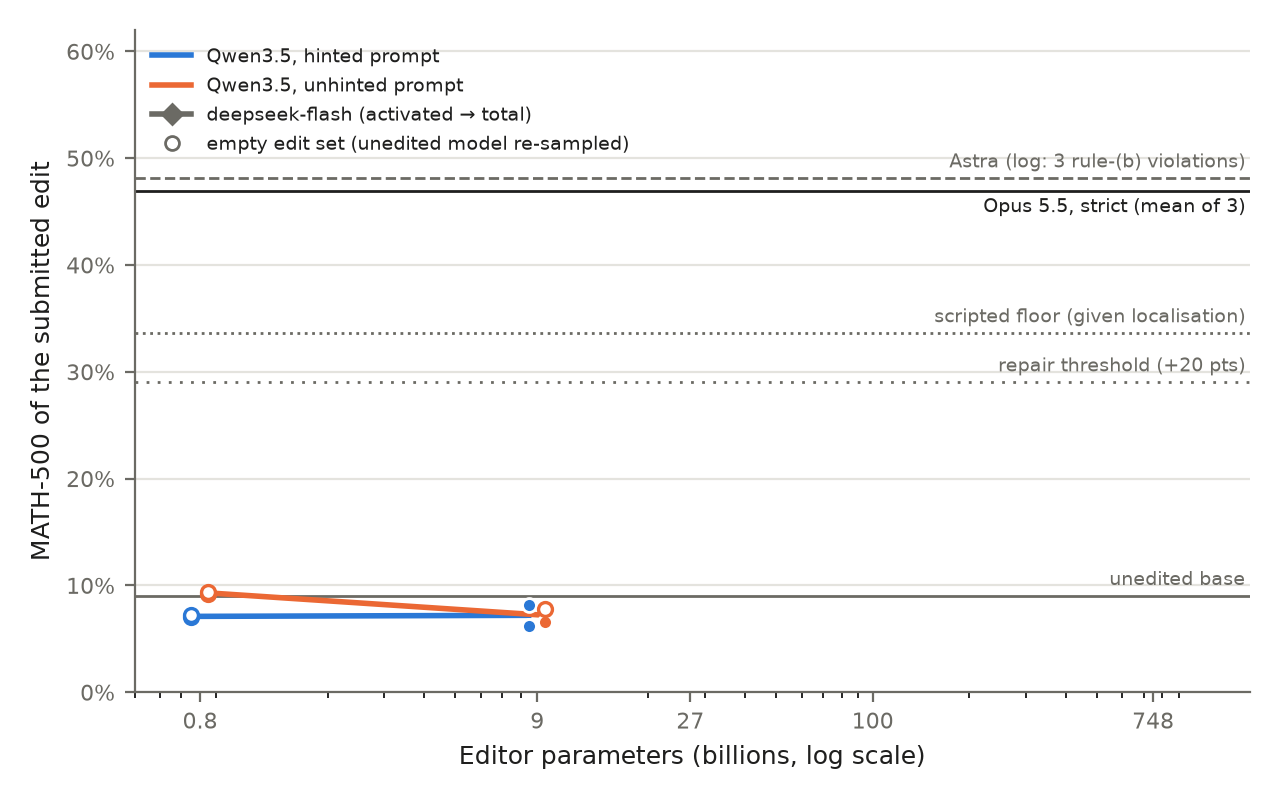 60%
50%
40%
30%
20%
10%
0%
MATH-500 of the submitted edit
Qwen3.5, hinted prompt
Qwen3.5, unhinted prompt
deepseek-flash (activated → total)
empty edit set (unedited model re-sampled)
Astra (log: 3 rule-(b) violations)
Opus 5.5, strict (mean of 3)
scripted floor (given localisation)
repair threshold (+20 pts)
unedited base
0.8
9
27
100
748
Editor parameters (billions, log scale)